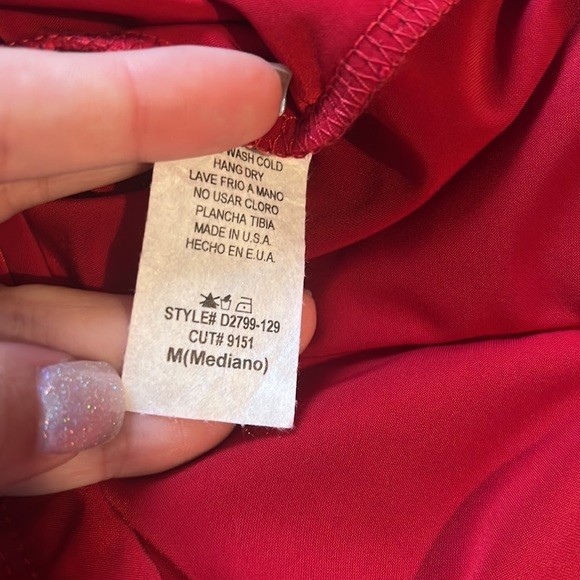 WASH COLD
HANG DRY
LAVE FRIO A MANO
NO USAR CLORO
PLANCHA TIBIA
MADE IN U.S.A.
HECHO EN E.U.A.
STYLE# D2799-129
CUT# 9151
M(Mediano)